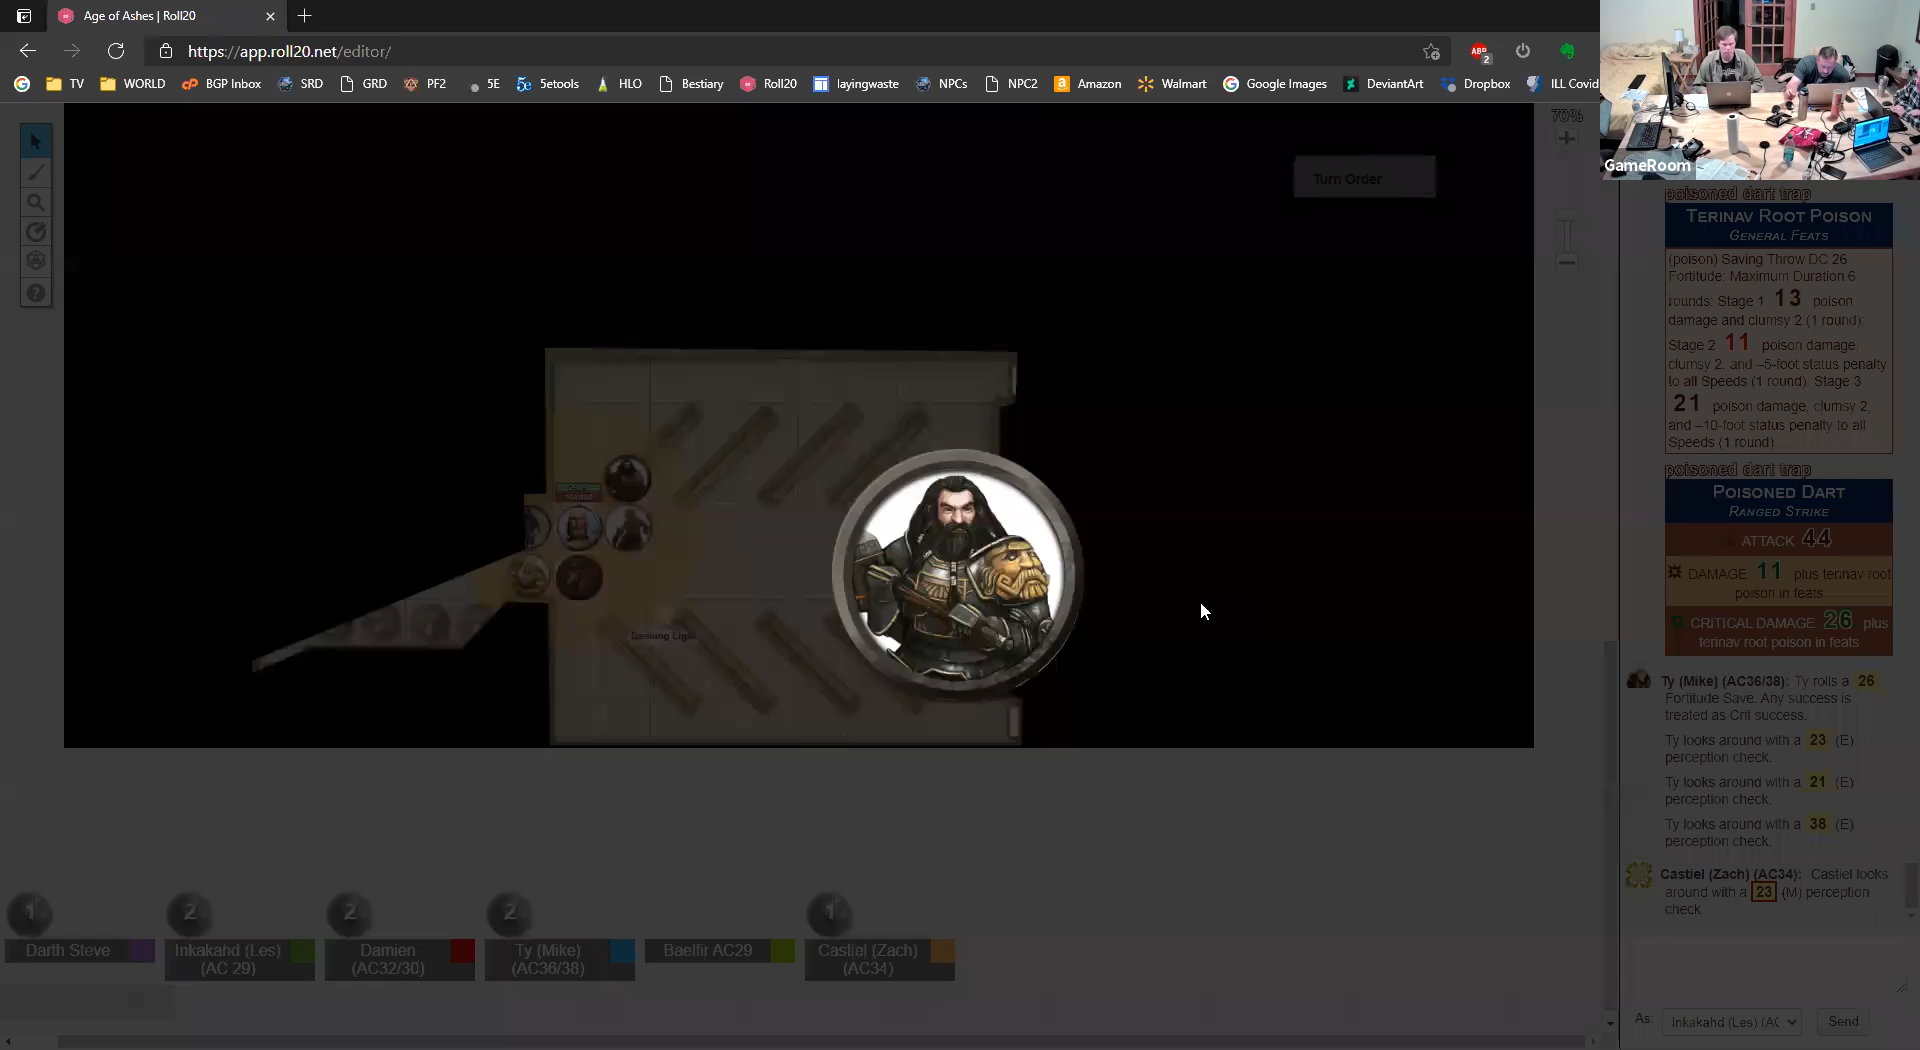 Age of Ashes | Roll20
https://app.roll20.net/editor/
ABP
2
TV
WORLD
BGP Inbox
SRD
GRD
PF2
5E
5etools
HLO
Bestiary
Roll20
layingwaste
NPCs
NPC2
Amazon
Walmart
Google Images
DeviantArt
Dropbox
ILL Covid
GameRoom
70%
Turn Order
poisoned dart trap
TERINAV ROOT POISON
GENERAL FEATS
(poison) Saving Throw DC 26
Fortitude; Maximum Duration 6
rounds; Stage 1 13 poison
damage and clumsy 2 (1 round);
Stage 2 11 poison damage,
clumsy 2, and –5-foot status penalty
to all Speeds (1 round); Stage 3
21 poison damage, clumsy 2,
and –10-foot status penalty to all
Speeds (1 round)
poisoned dart trap
POISONED DART
RANGED STRIKE
ATTACK 44
DAMAGE 11 plus terinav root
poison in feats
CRITICAL DAMAGE 26 plus
terinav root poison in feats
Ty (Mike) (AC36/38): Ty rolls a 26
Fortitude Save. Any success is
treated as Crit success.
Ty looks around with a 23 (E)
perception check.
Ty looks around with a 21 (E)
perception check.
Ty looks around with a 38 (E)
perception check.
Castiel (Zach) (AC34): Castiel looks
around with a 23 (M) perception
check.
1
2
2
2
1
Darth Steve
Inkakahd (Les)
(AC 29)
Damien
(AC32/30)
Ty (Mike)
(AC36/38)
Baelfir AC29
Castiel (Zach)
(AC34)
As:
Inkakahd (Les) (AC
Send